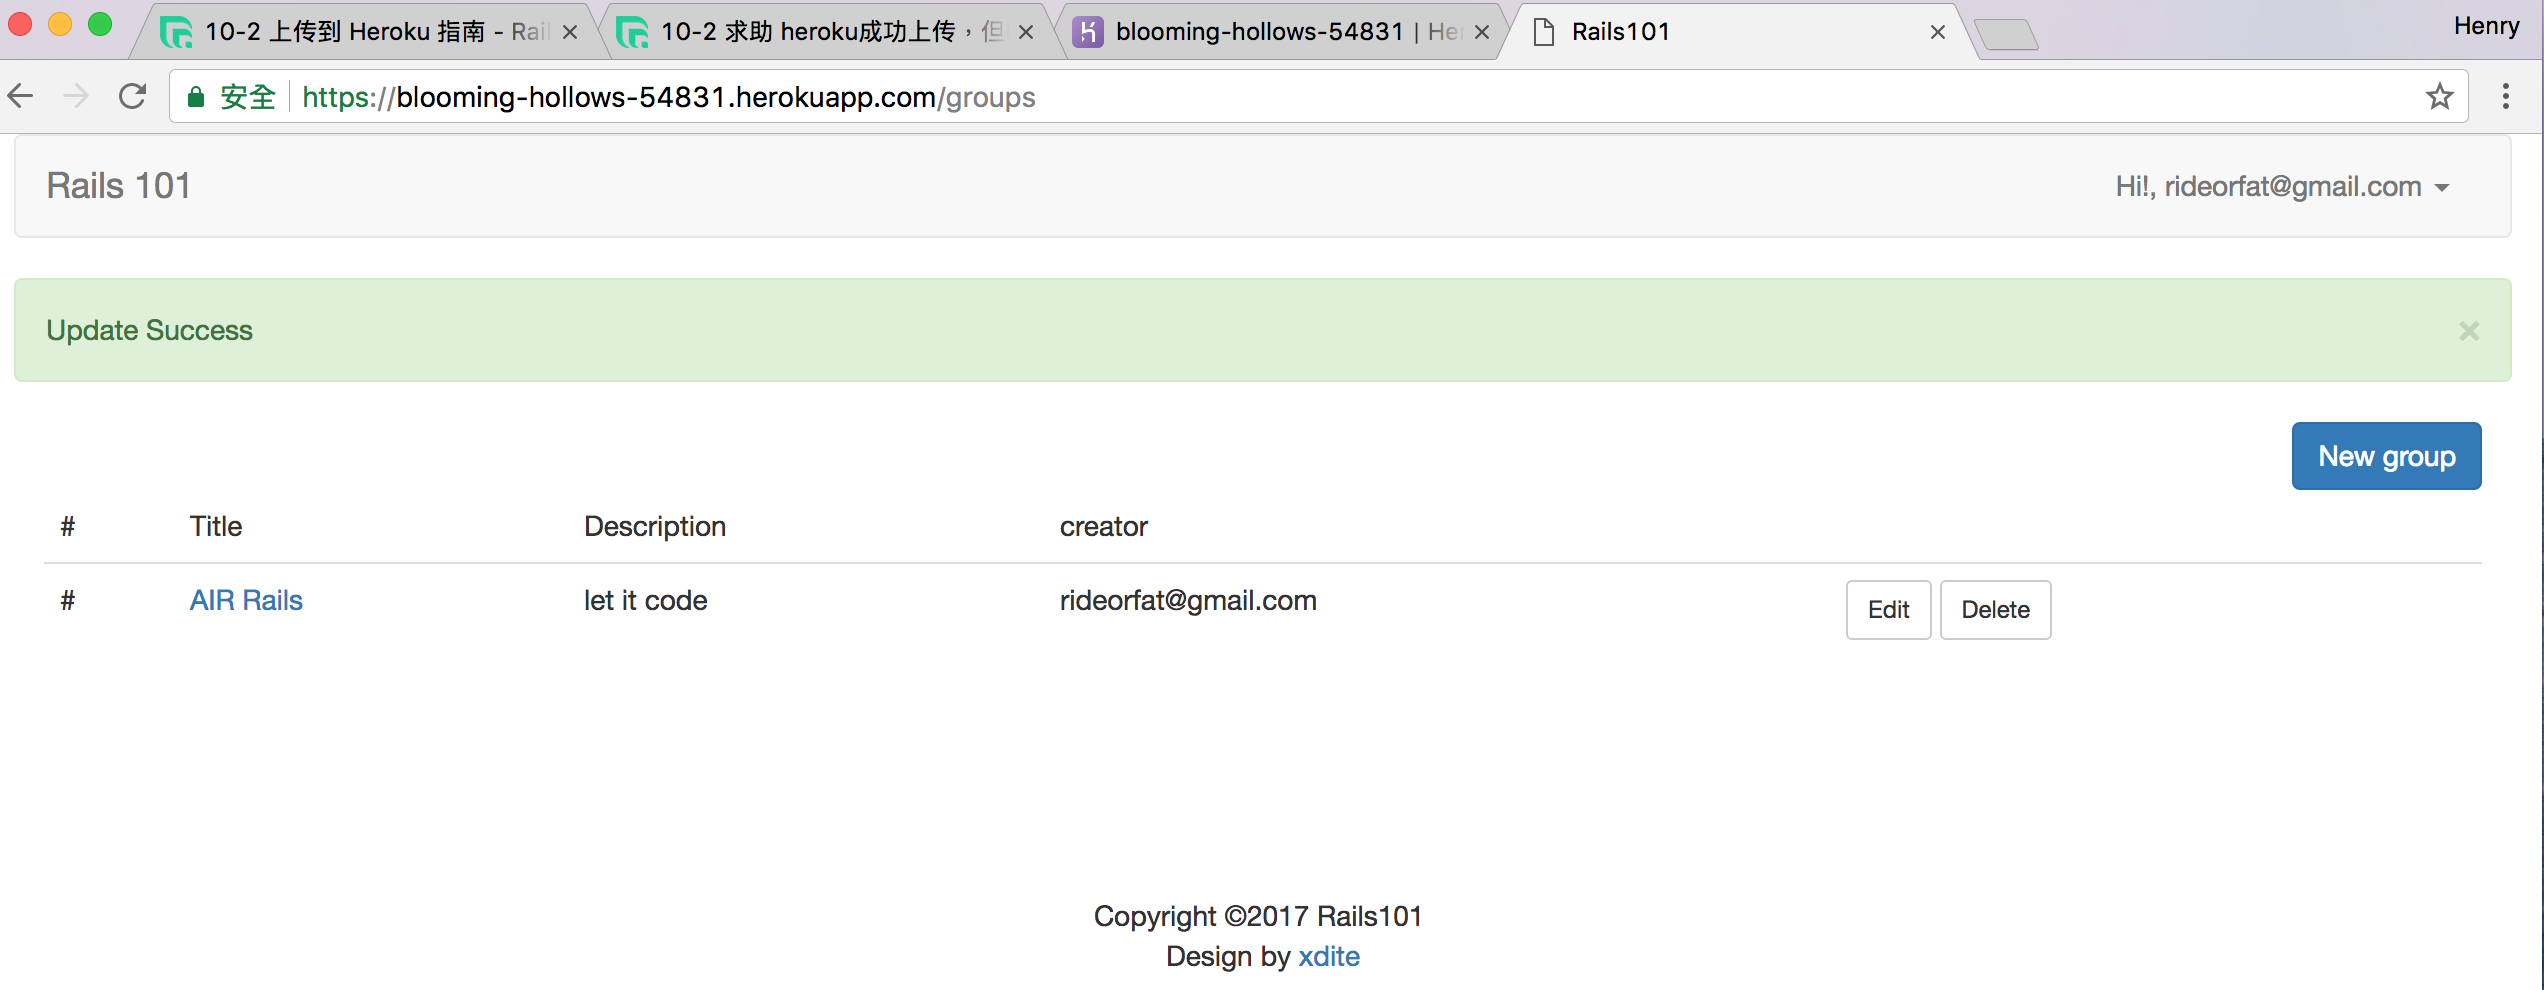 10-2 上传到 Heroku 指南 - Rail
10-2 求助 heroku成功上传，但
blooming-hollows-54831 | Her
Rails101
Henry
安全 https://blooming-hollows-54831.herokuapp.com/groups
Rails 101
Hi!, rideorfat@gmail.com
Update Success
×
New group
# Title Description creator
# AIR Rails let it code rideorfat@gmail.com Edit Delete
Copyright ©2017 Rails101
Design by xdite